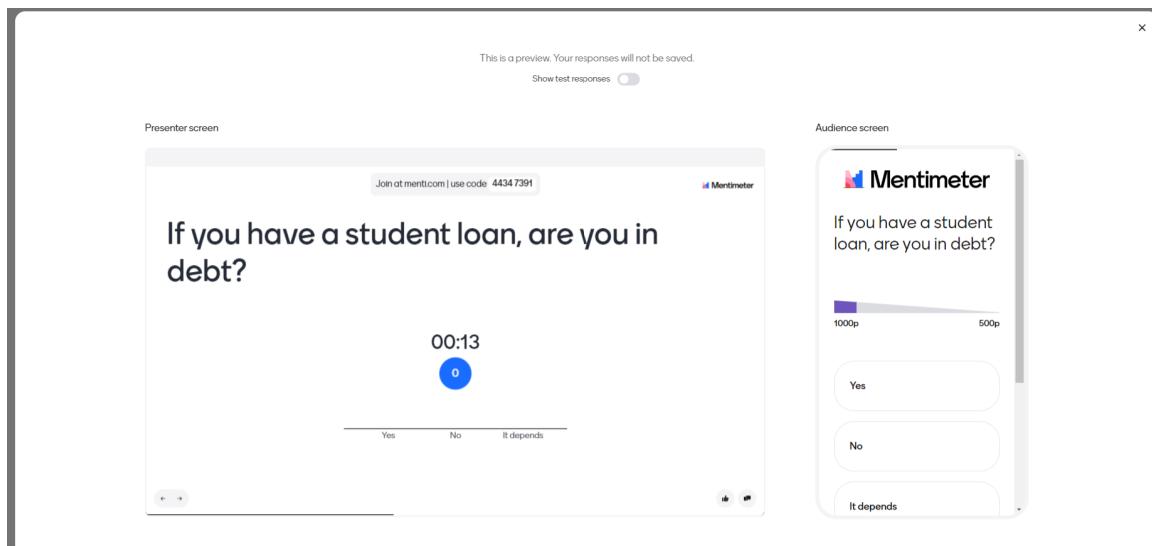 This is a preview. Your responses will not be saved.
Show test responses
Presenter screen
Join at menti.com | use code 4434 7391
Mentimeter
If you have a student loan, are you in
debt?
00:13
0
Yes
No
It depends
Audience screen
Mentimeter
If you have a student
loan, are you in debt?
1000p
500p
Yes
No
It depends